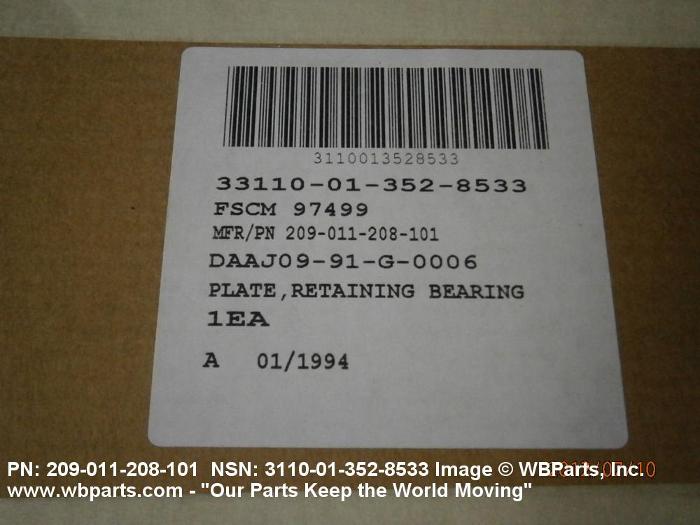 3110013528533
33110-01-352-8533
FSCM 97499
MFR/PN 209-011-208-101
DAAJ09-91-G-0006
PLATE,RETAINING BEARING
1EA
A 01/1994
PN: 209-011-208-101 NSN: 3110-01-352-8533 Image © WBParts, Inc.
www.wbparts.com - "Our Parts Keep the World Moving"